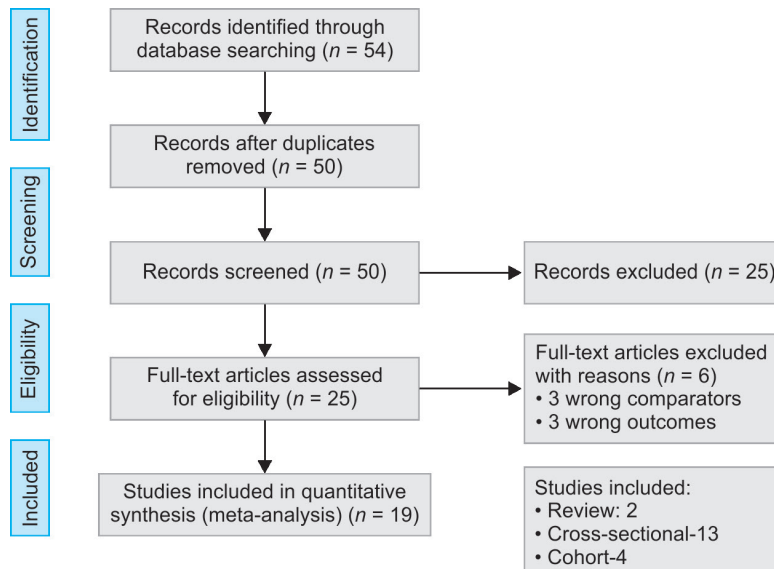 Identification
Records identified through
database searching (n = 54)
Records after duplicates
removed (n = 50)
Screening
Records screened (n = 50)
Records excluded (n = 25)
Eligibility
Full-text articles assessed
for eligibility (n = 25)
Full-text articles excluded
with reasons (n = 6)
• 3 wrong comparators
• 3 wrong outcomes
Included
Studies included in quantitative
synthesis (meta-analysis) (n = 19)
Studies included:
• Review: 2
• Cross-sectional-13
• Cohort-4